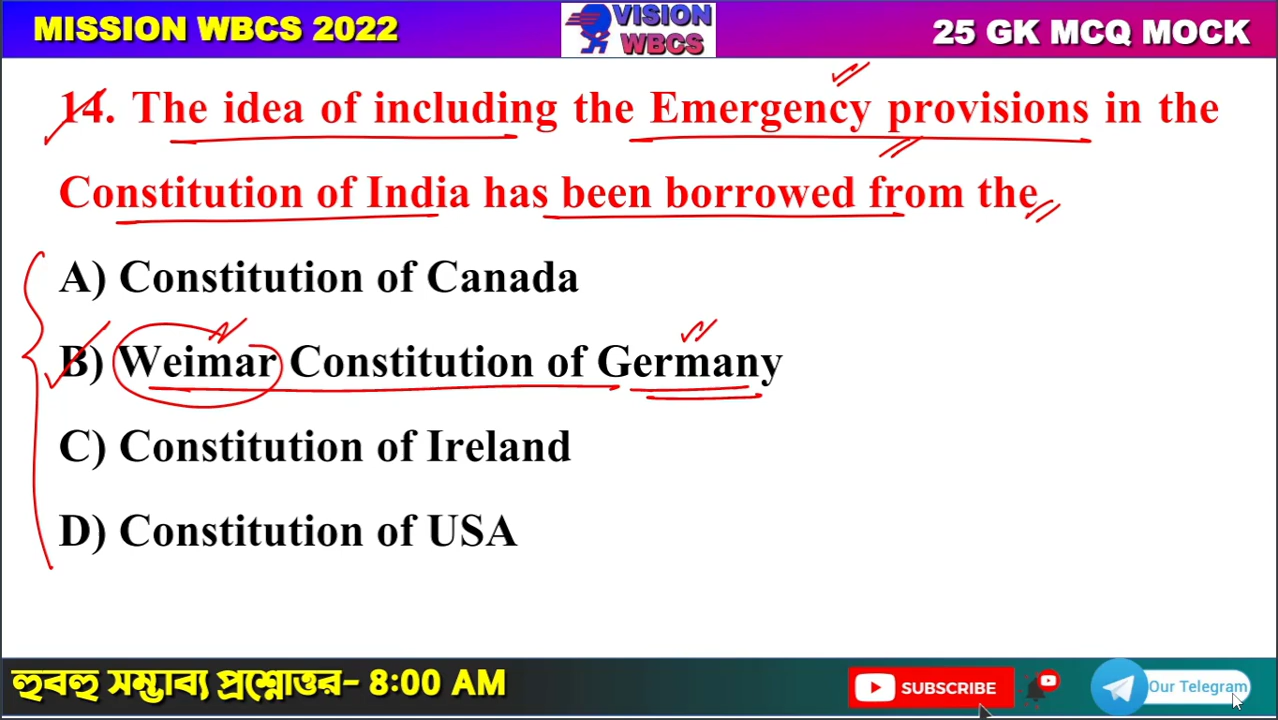 MISSION WBCS 2022
VISION
WBCS
25 GK MCQ MOCK
14. The idea of including the Emergency provisions in the
Constitution of India has been borrowed from the
A) Constitution of Canada
B) Weimar Constitution of Germany
C) Constitution of Ireland
D) Constitution of USA
হুবহু সম্ভাব্য প্রশ্নোত্তর- 8:00 AM
SUBSCRIBE
Our Telegram